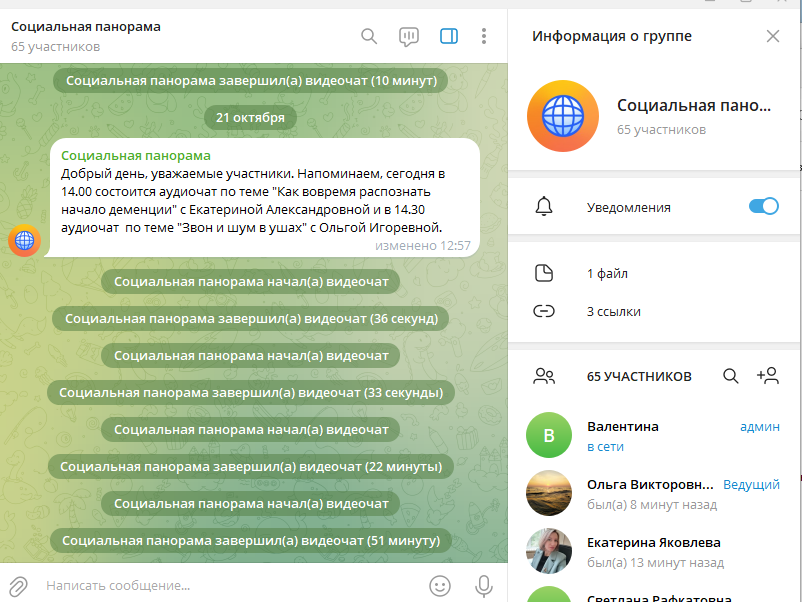 Социальная панорама
65 участников
Социальная панорама завершил(а) видеочат (10 минут)
21 октября
Социальная панорама
Добрый день, уважаемые участники. Напоминаем, сегодня в
14.00 состоится аудиочат по теме "Как вовремя распознать
начало деменции" с Екатериной Александровной и в 14.30
аудиочат по теме "Звон и шум в ушах" с Ольгой Игоревной.
изменено 12:57
Социальная панорама начал(а) видеочат
Социальная панорама завершил(а) видеочат (36 секунд)
Социальная панорама начал(а) видеочат
Социальная панорама завершил(а) видеочат (33 секунды)
Социальная панорама начал(а) видеочат
Социальная панорама завершил(а) видеочат (22 минуты)
Социальная панорама начал(а) видеочат
Социальная панорама завершил(а) видеочат (51 минуту)
Написать сообщение...
Информация о группе
Социальная пано...
65 участников
Уведомления
1 файл
3 ссылки
65 УЧАСТНИКОВ
В
Валентина админ
в сети
Ольга Викторовн... Ведущий
был(а) 8 минут назад
Екатерина Яковлева
был(а) 13 минут назад
Светлана Рафкатовна